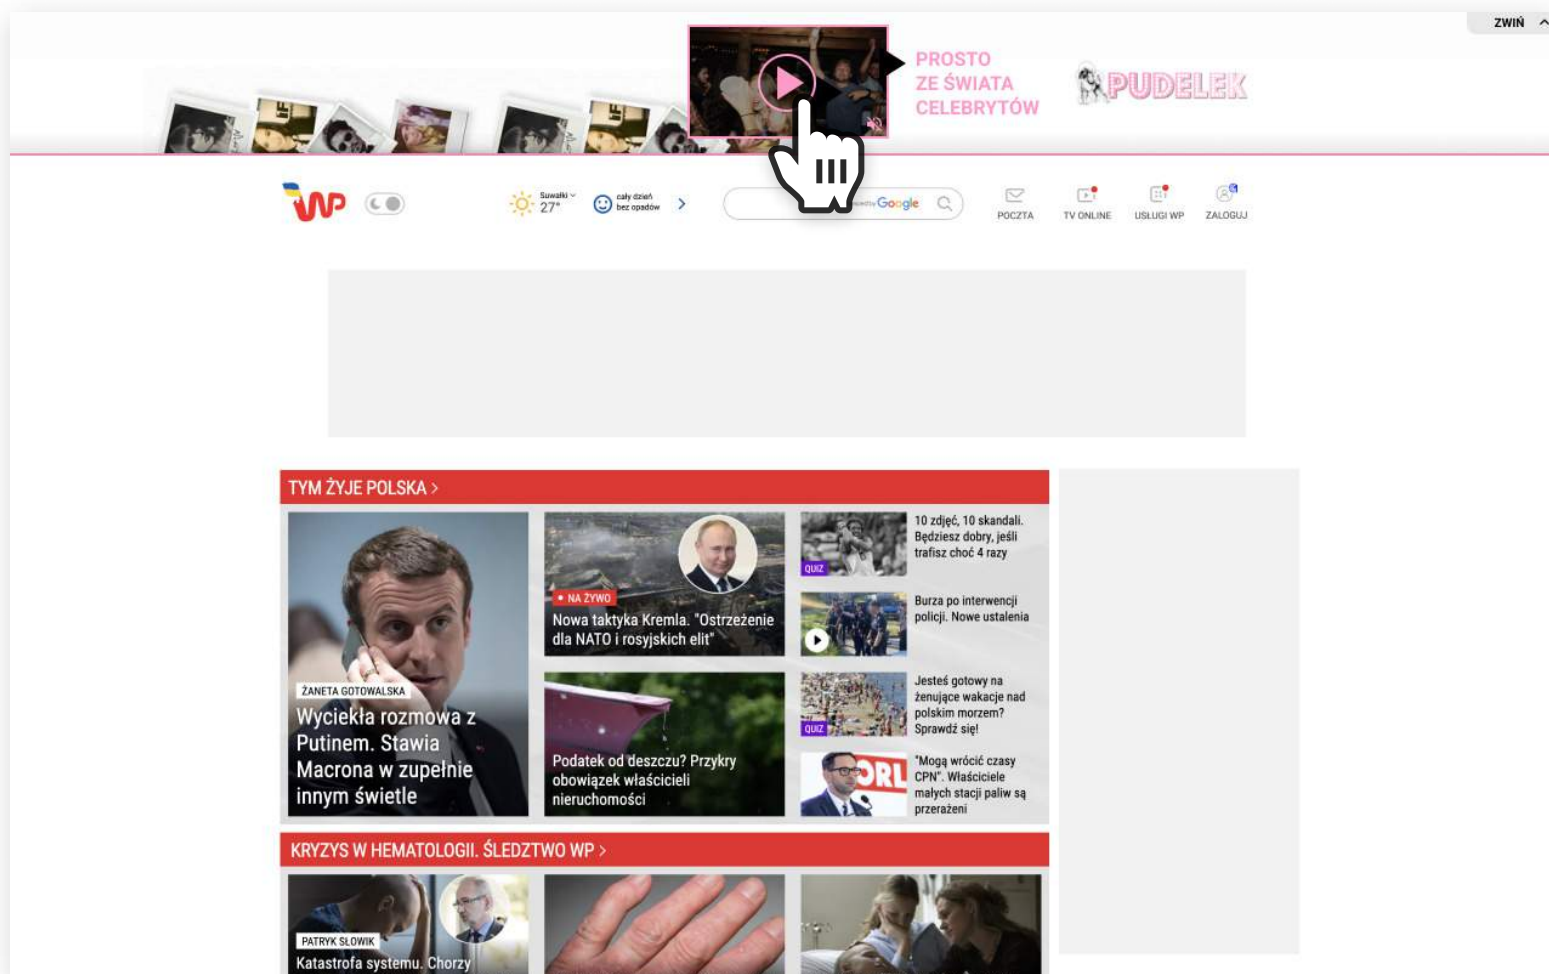 ZWIŃ
PROSTO
ZE ŚWIATA
CELEBRYTÓW
PUDELEK
WP
Suwałki
27°
cały dzień
bez opadów
Google
POCZTA
TV ONLINE
USŁUGI WP
ZALOGUJ
TYM ŻYJE POLSKA >
ŻANETA GOTOWALSKA
Wyciekła rozmowa z
Putinem. Stawia
Macrona w zupełnie
innym świetle
• NA ŻYWO
Nowa taktyka Kremla. "Ostrzeżenie
dla NATO i rosyjskich elit"
Podatek od deszczu? Przykry
obowiązek właścicieli
nieruchomości
QUIZ
10 zdjęć, 10 skandali.
Będziesz dobry, jeśli
trafisz choć 4 razy
Burza po interwencji
policji. Nowe ustalenia
QUIZ
Jesteś gotowy na
żenujące wakacje nad
polskim morzem?
Sprawdź się!
ORL
"Mogą wrócić czasy
CPN". Właściciele
małych stacji paliw są
przerażeni
KRYZYS W HEMATOLOGII. ŚLEDZTWO WP >
PATRYK SŁOWIK
Katastrofa systemu. Chorzy